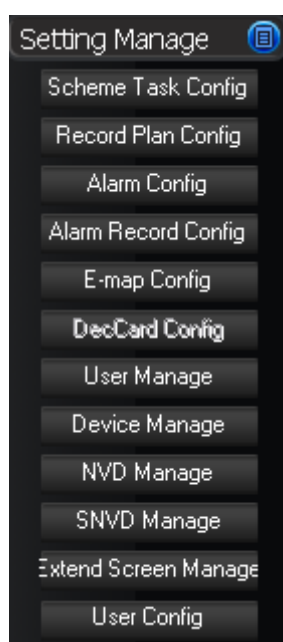 Setting Manage
Scheme Task Config
Record Plan Config
Alarm Config
Alarm Record Config
E-map Config
DecCard Config
User Manage
Device Manage
NVD Manage
SNVD Manage
Extend Screen Manage
User Config